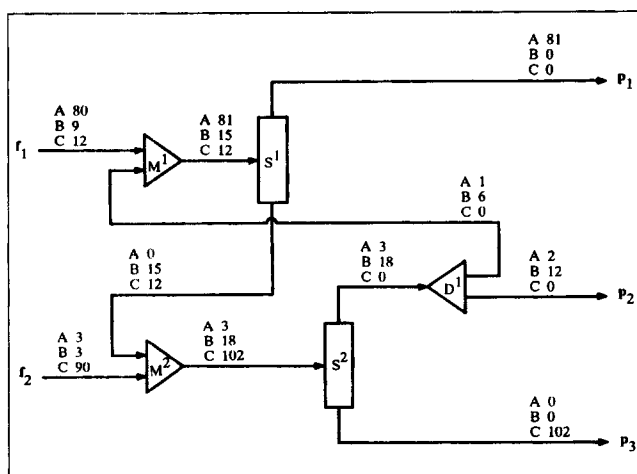 A 81
B 0
C 0
p₁
A 80
B 9
C 12
f₁
M¹
A 81
B 15
C 12
S¹
A 1
B 6
C 0
A 0
B 15
C 12
A 3
B 18
C 0
D¹
A 2
B 12
C 0
p₂
A 3
B 3
C 90
f₂
M²
A 3
B 18
C 102
S²
A 0
B 0
C 102
p₃